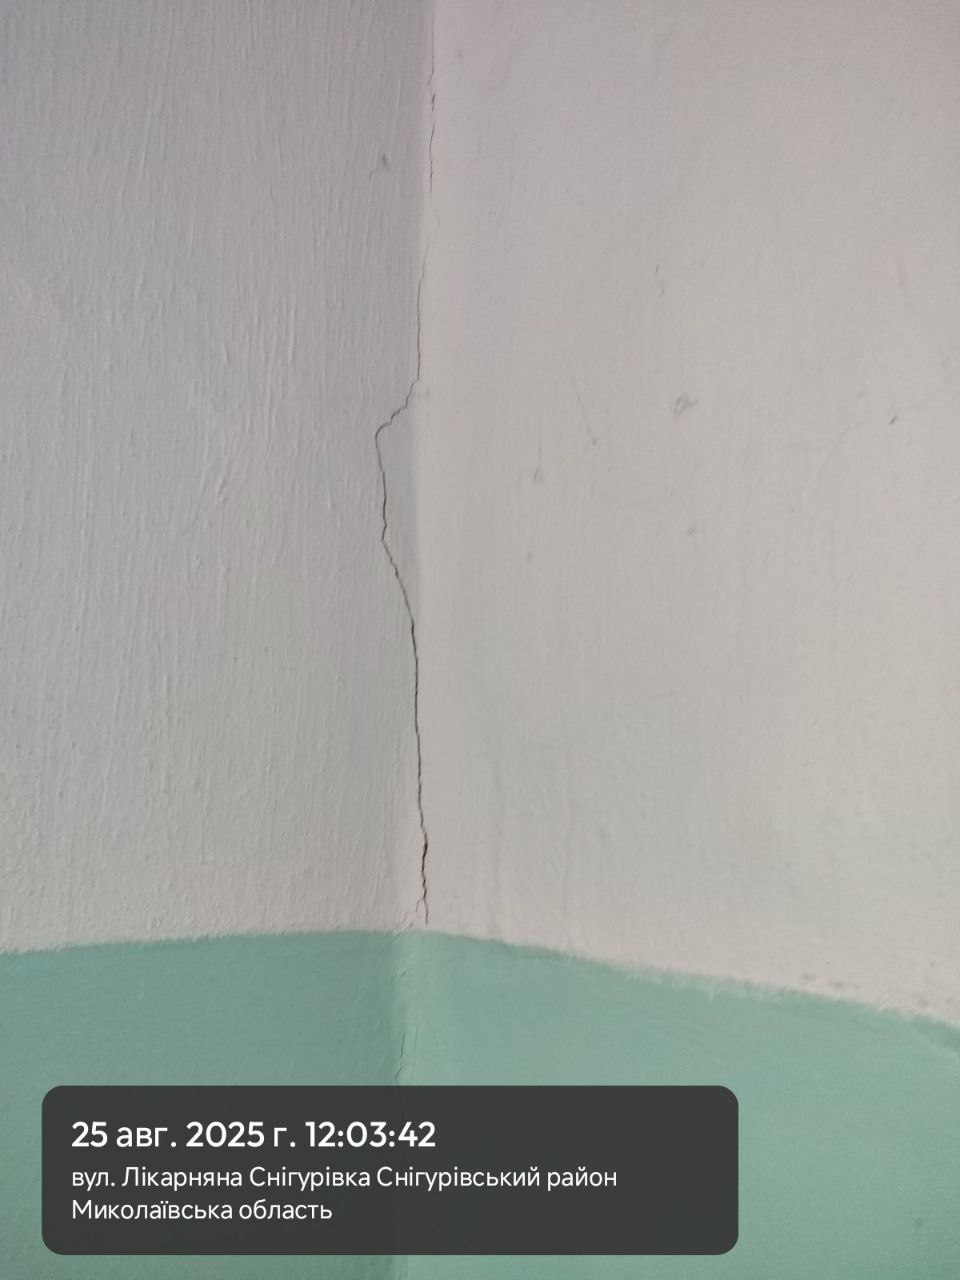 25 авг. 2025 г. 12:03:42
вул. Лікарняна Снігурівка Снігурівський район
Миколаївська область